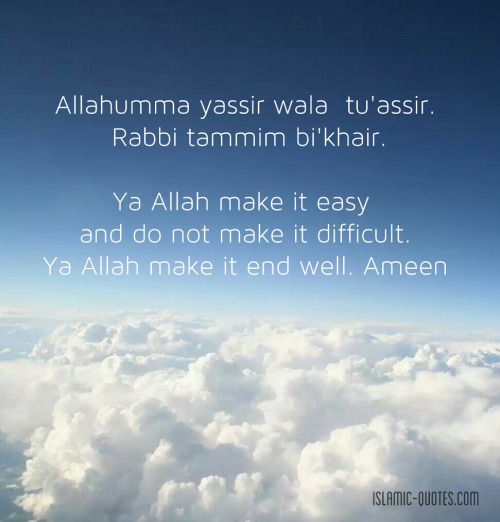 Allahumma yassir wala tu'assir.
Rabbi tammim bi'khair.
Ya Allah make it easy
and do not make it difficult.
Ya Allah make it end well. Ameen
ISLAMIC-QUOTES.COM